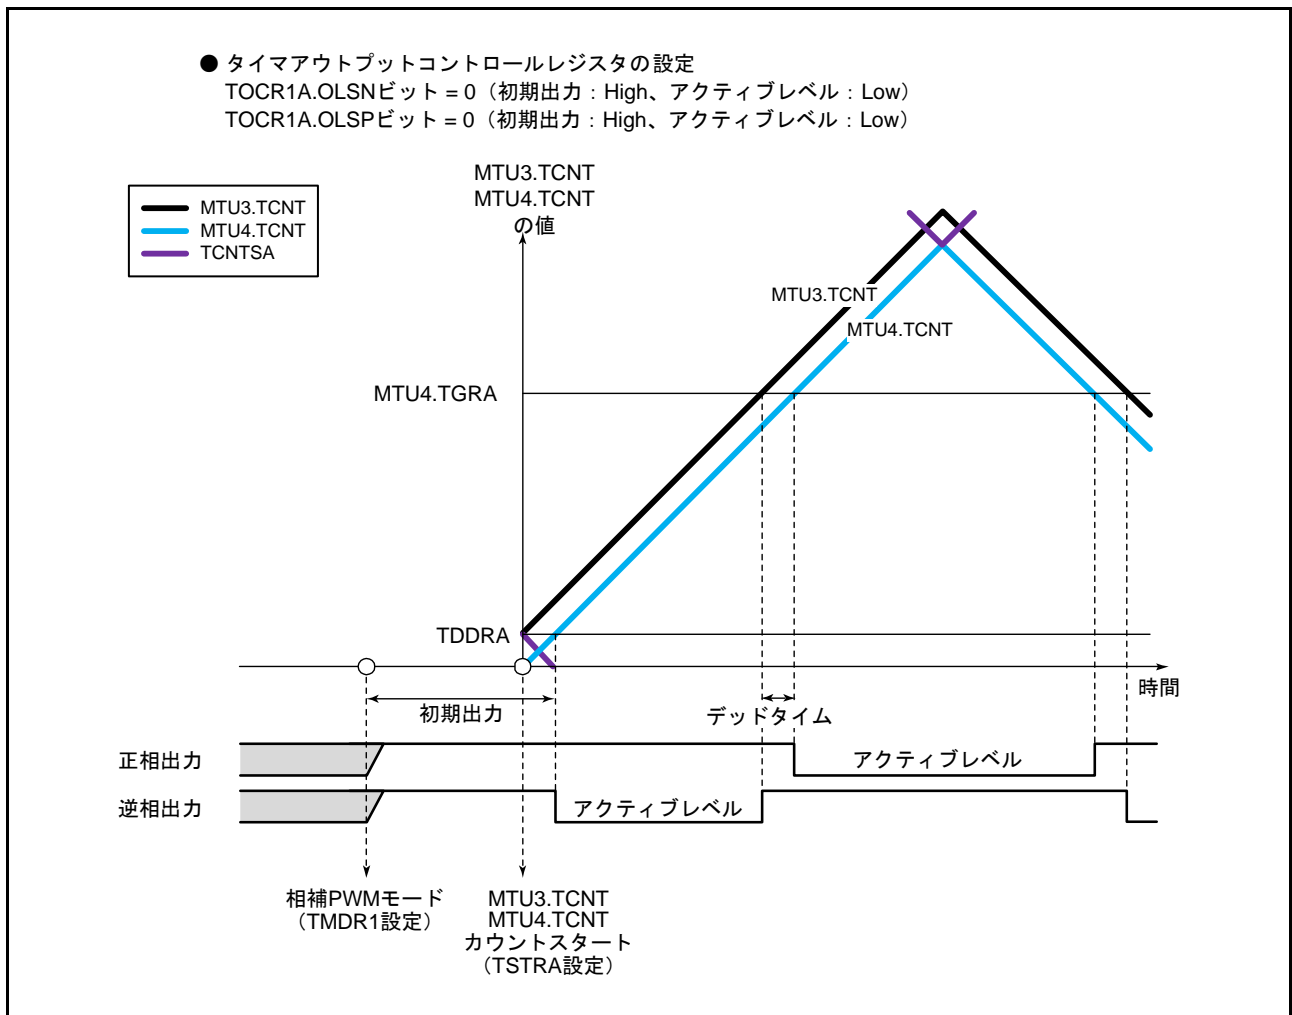 ● タイマアウトプットコントロールレジスタの設定
TOCR1A.OLSNビット = 0（初期出力：High、アクティブレベル：Low）
TOCR1A.OLSPビット = 0（初期出力：High、アクティブレベル：Low）
MTU3.TCNT
MTU4.TCNT
の値
MTU3.TCNT
MTU4.TCNT
TCNTSA
MTU3.TCNT
MTU4.TCNT
MTU4.TGRA
TDDRA
時間
初期出力
デッドタイム
正相出力
アクティブレベル
逆相出力
アクティブレベル
相補PWMモード
（TMDR1設定）
MTU3.TCNT
MTU4.TCNT
カウントスタート
（TSTRA設定）